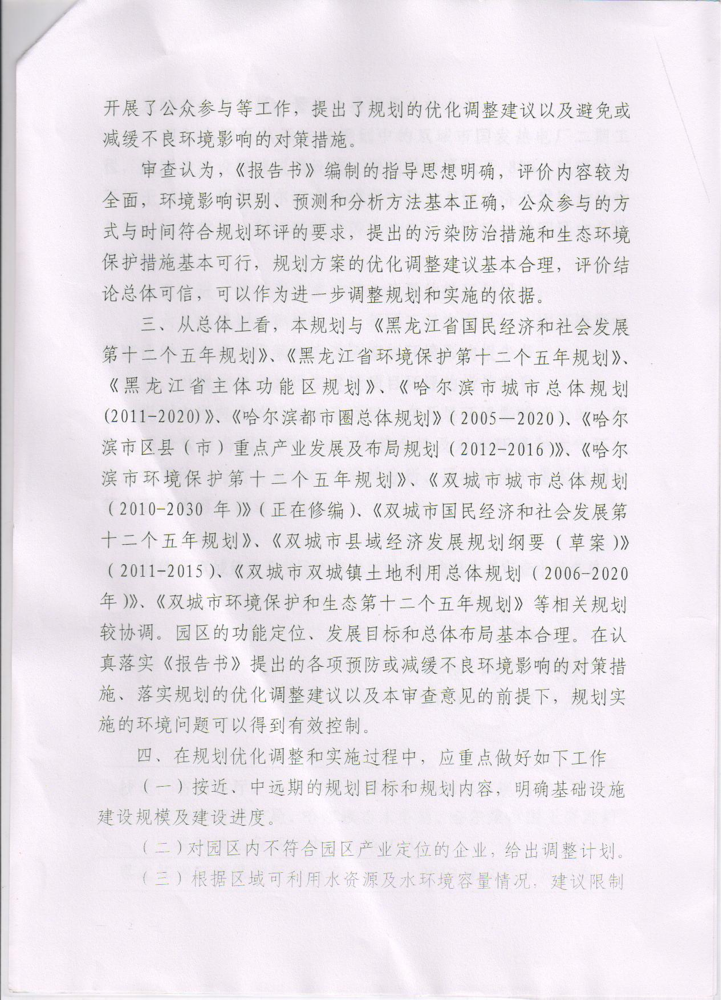 开展了公众参与等工作，提出了规划的优化调整建议以及避免或
减缓不良环境影响的对策措施。
审查认为，《报告书》编制的指导思想明确，评价内容较为
全面，环境影响识别、预测和分析方法基本正确，公众参与的方
式与时间符合规划环评的要求，提出的污染防治措施和生态环境
保护措施基本可行，规划方案的优化调整建议基本合理，评价结
论总体可信，可以作为进一步调整规划和实施的依据。
三、从总体上看，本规划与《黑龙江省国民经济和社会发展
第十二个五年规划》、《黑龙江省环境保护第十二个五年规划》、
《黑龙江省主体功能区规划》、《哈尔滨市城市总体规划
(2011-2020)》、《哈尔滨都市圈总体规划》（2005—2020）、《哈尔
滨市区县（市）重点产业发展及布局规划（2012-2016）》、《哈尔
滨市环境保护第十二个五年规划》、《双城市城市总体规划
（2010-2030 年）》（正在修编）、《双城市国民经济和社会发展第
十二个五年规划》、《双城市县域经济发展规划纲要（草案）》
（2011-2015）、《双城市双城镇土地利用总体规划（2006-2020
年）》、《双城市环境保护和生态第十二个五年规划》等相关规划
较协调。园区的功能定位、发展目标和总体布局基本合理。在认
真落实《报告书》提出的各项预防或减缓不良环境影响的对策措
施、落实规划的优化调整建议以及本审查意见的前提下，规划实
施的环境问题可以得到有效控制。
四、在规划优化调整和实施过程中，应重点做好如下工作
（一）按近、中远期的规划目标和规划内容，明确基础设施
建设规模及建设进度。
（二）对园区内不符合园区产业定位的企业，给出调整计划。
（三）根据区域可利用水资源及水环境容量情况，建议限制